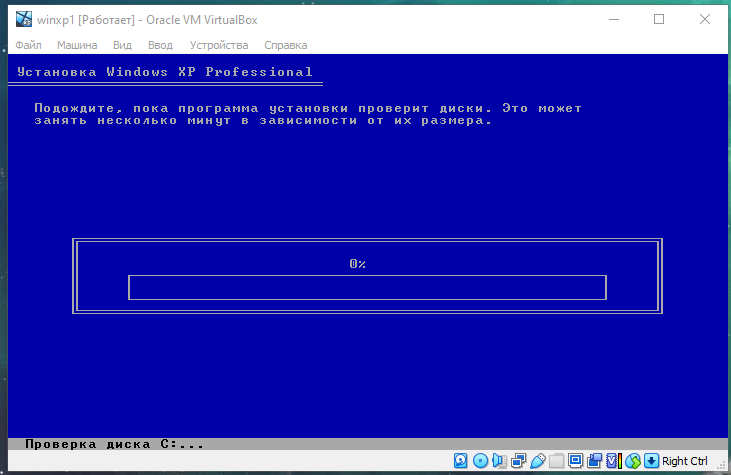 winxp1 [Работает] - Oracle VM VirtualBox
Файл Машина Вид Ввод Устройства Справка
Установка Windows XP Professional
Подождите, пока программа установки проверит диски. Это может
занять несколько минут в зависимости от их размера.
0%
Проверка диска C:...
Right Ctrl